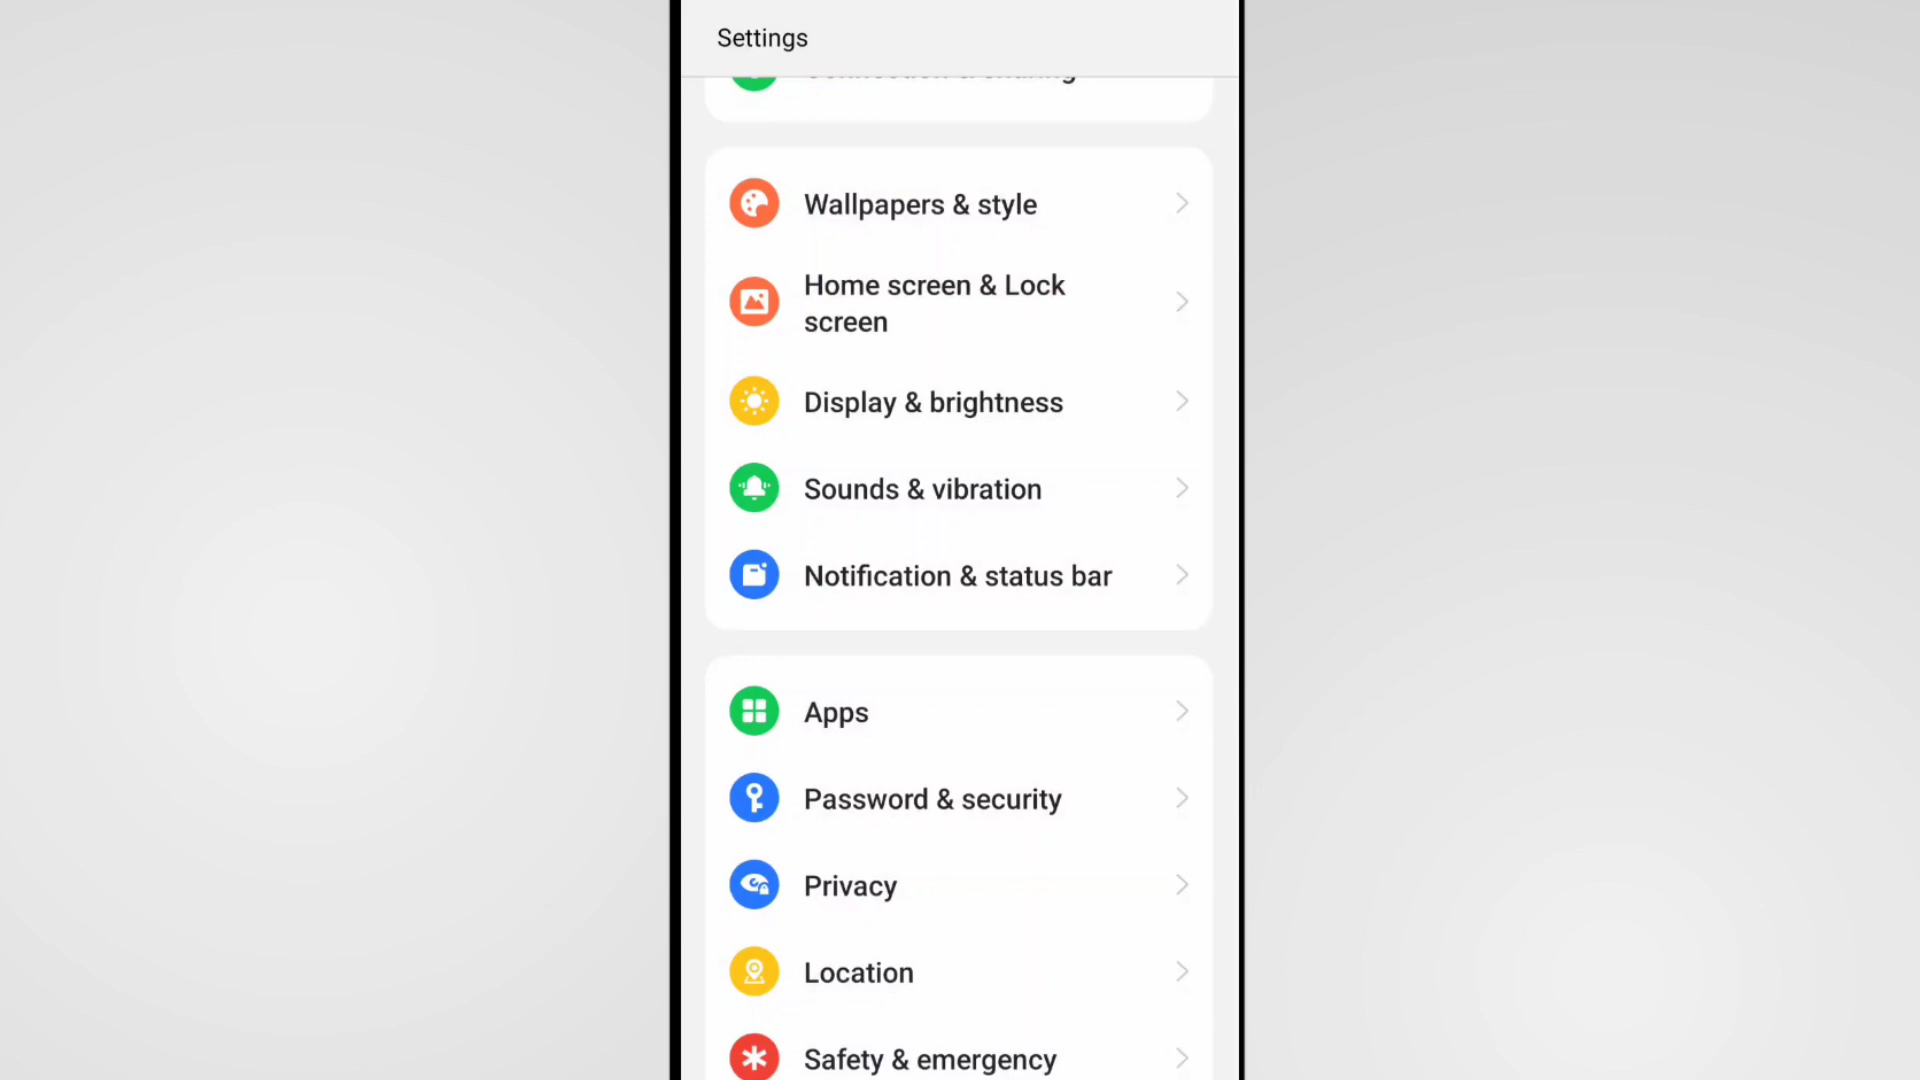 Settings
Wallpapers & style
Home screen & Lock
screen
Display & brightness
Sounds & vibration
Notification & status bar
Apps
Password & security
Privacy
Location
Safety & emergency